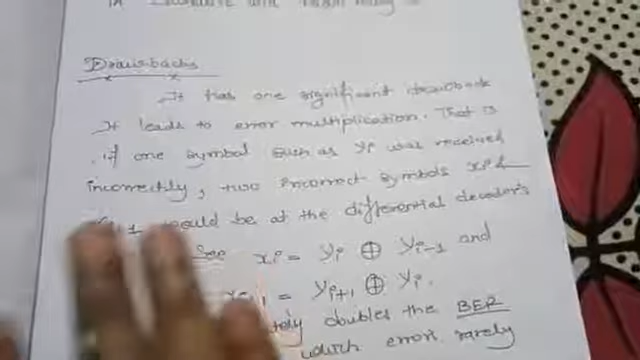 Drawbacks
It has one significant drawback
It leads to error multiplication. That is
if one symbol such as yi was received
incorrectly, two incorrect symbols xi &
would be at the differential decoder's
xi = yi ⊕ yi-1 and
= yi+1 ⊕ yi.
doubles the BER
which error rarely